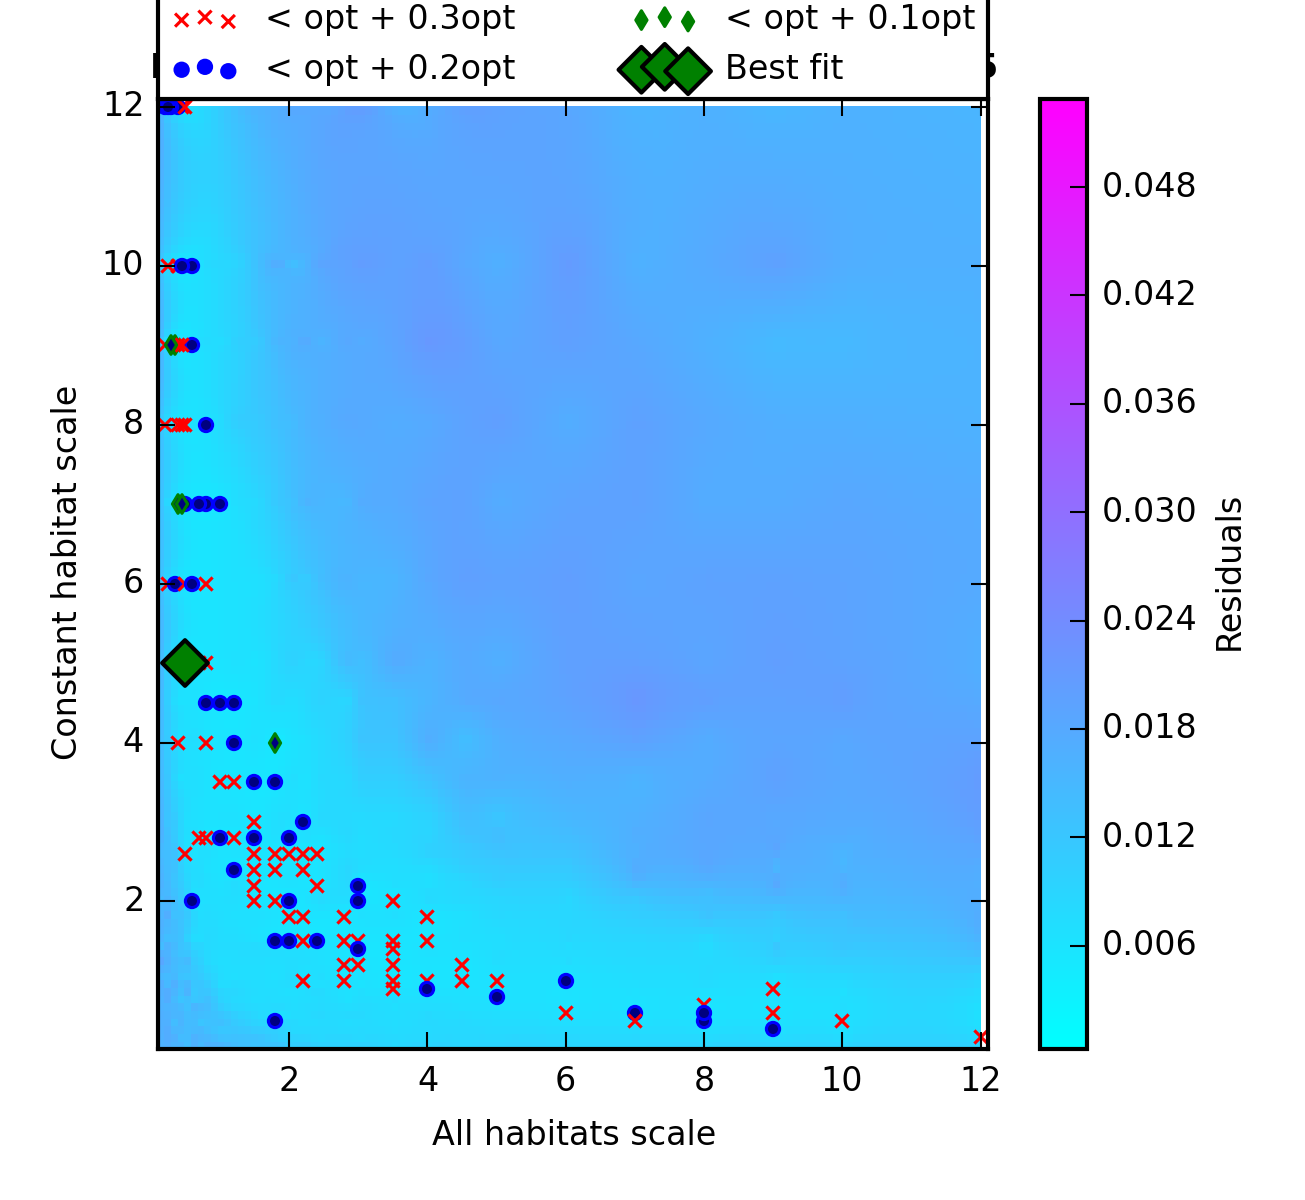 < opt + 0.3opt
< opt + 0.1opt
< opt + 0.2opt
Best fit
12
10
8
6
4
2
Constant habitat scale
2
4
6
8
10
12
All habitats scale
0.048
0.042
0.036
0.030
0.024
0.018
0.012
0.006
Residuals